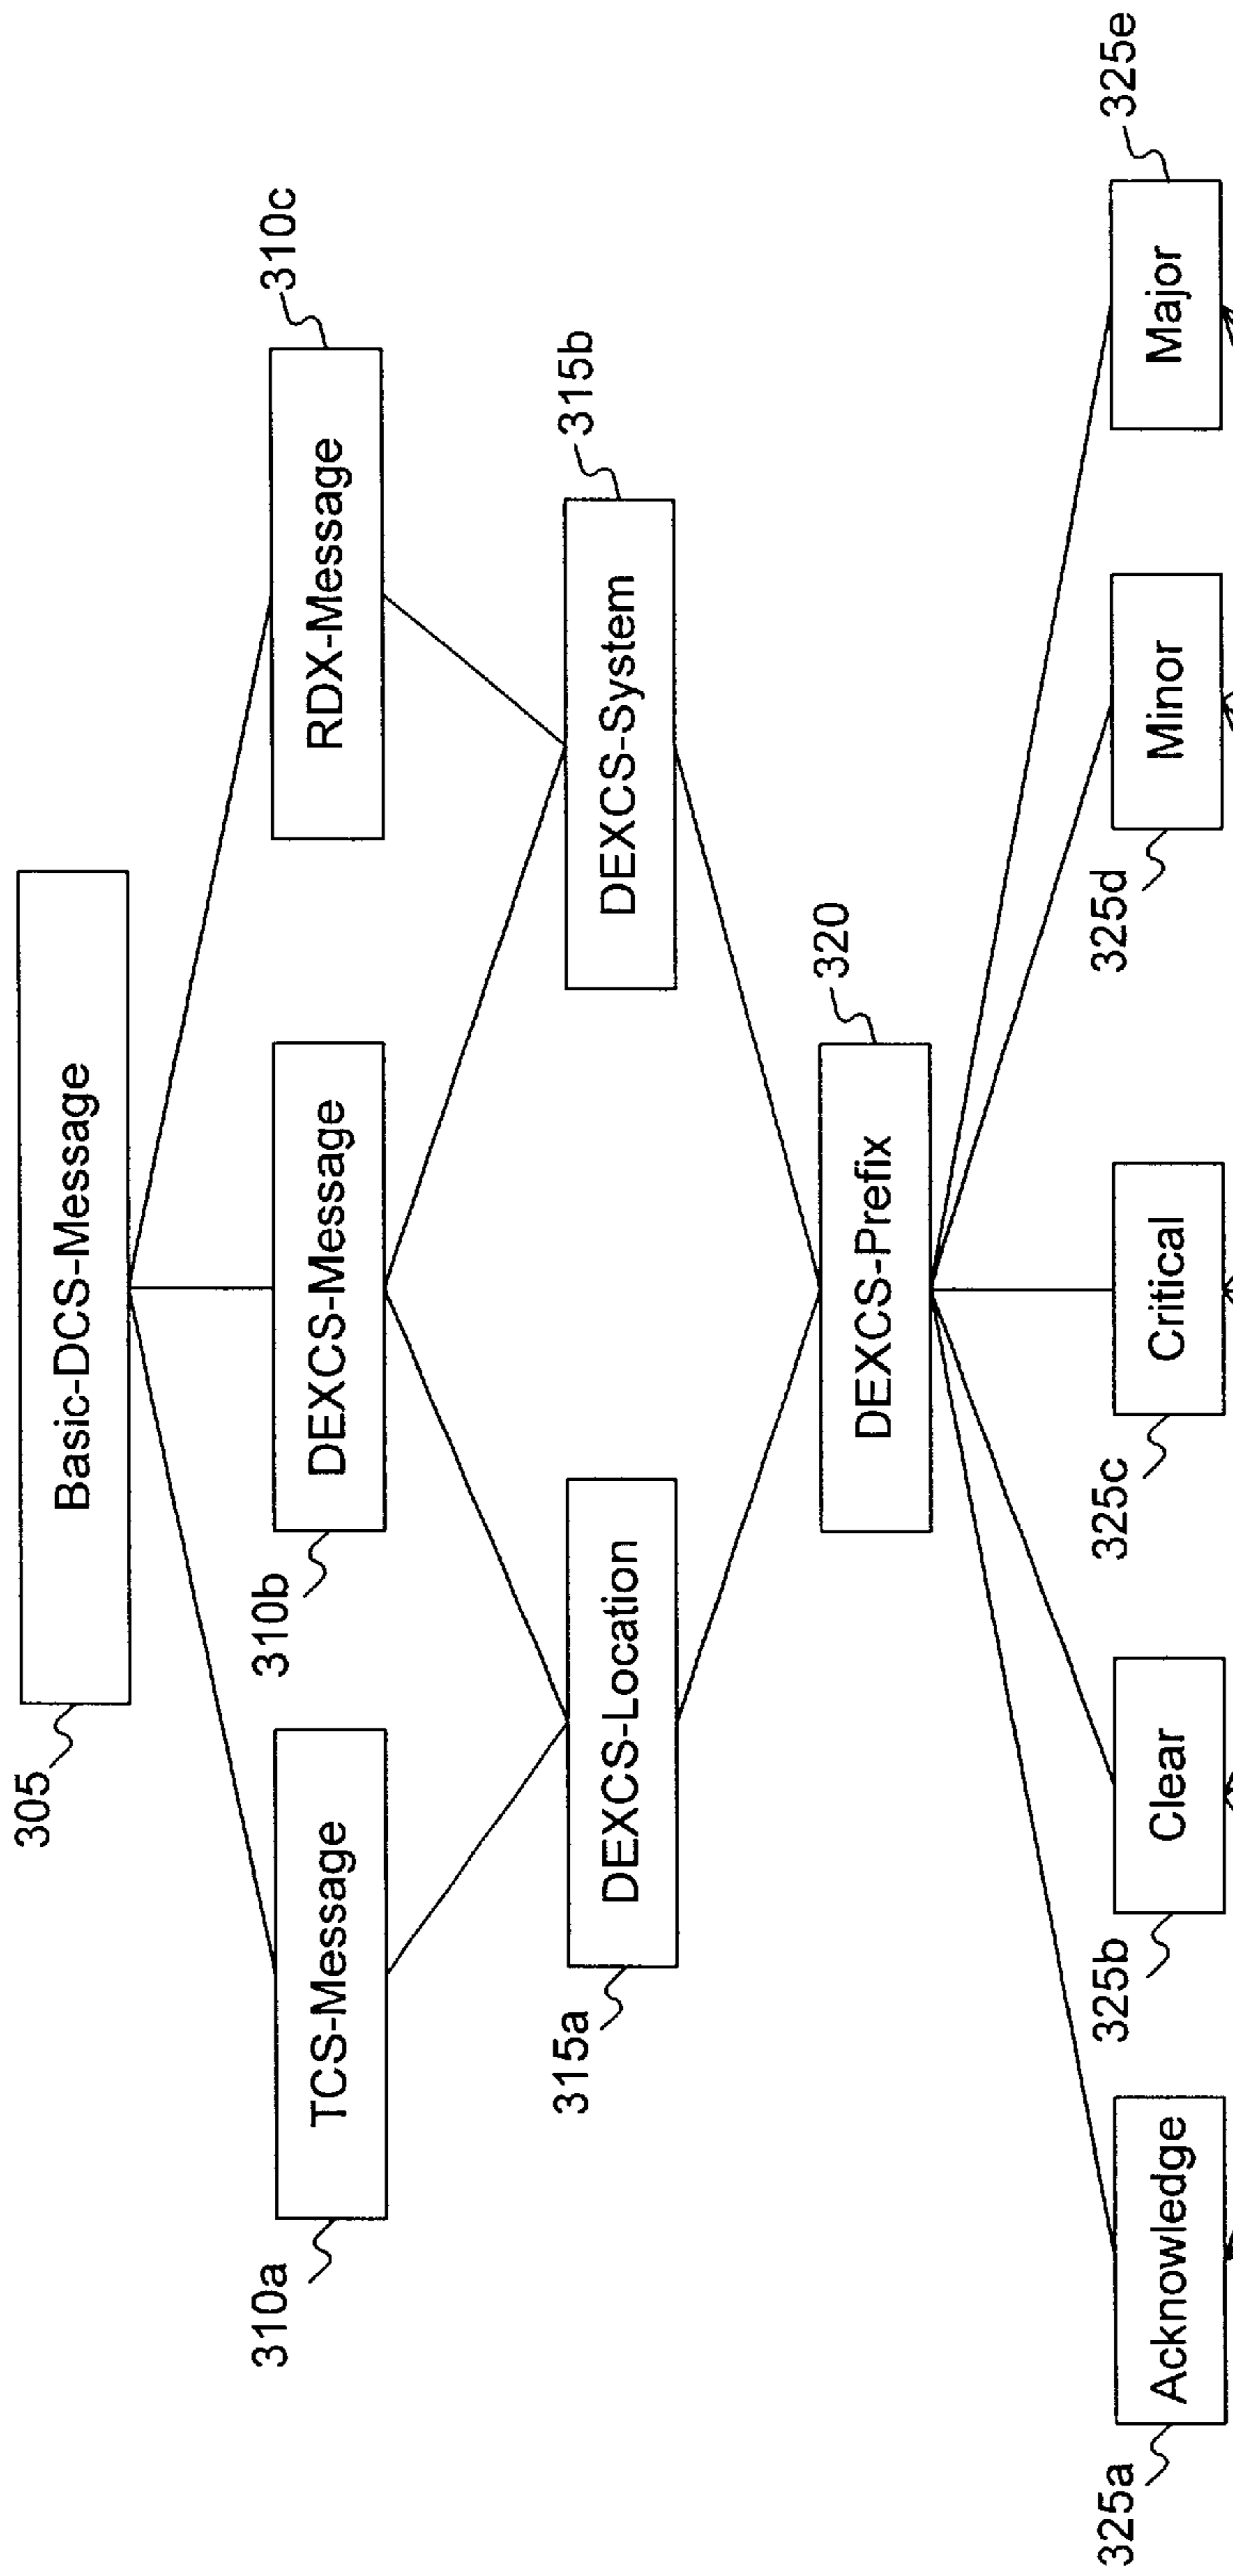 305
Basic-DCS-Message
310a
TCS-Message
310b
DEXCS-Message
RDX-Message
310c
315a
DEXCS-Location
DEXCS-System
315b
DEXCS-Prefix
320
325a
Acknowledge
325b
Clear
325c
Critical
325d
Minor
Major
325e